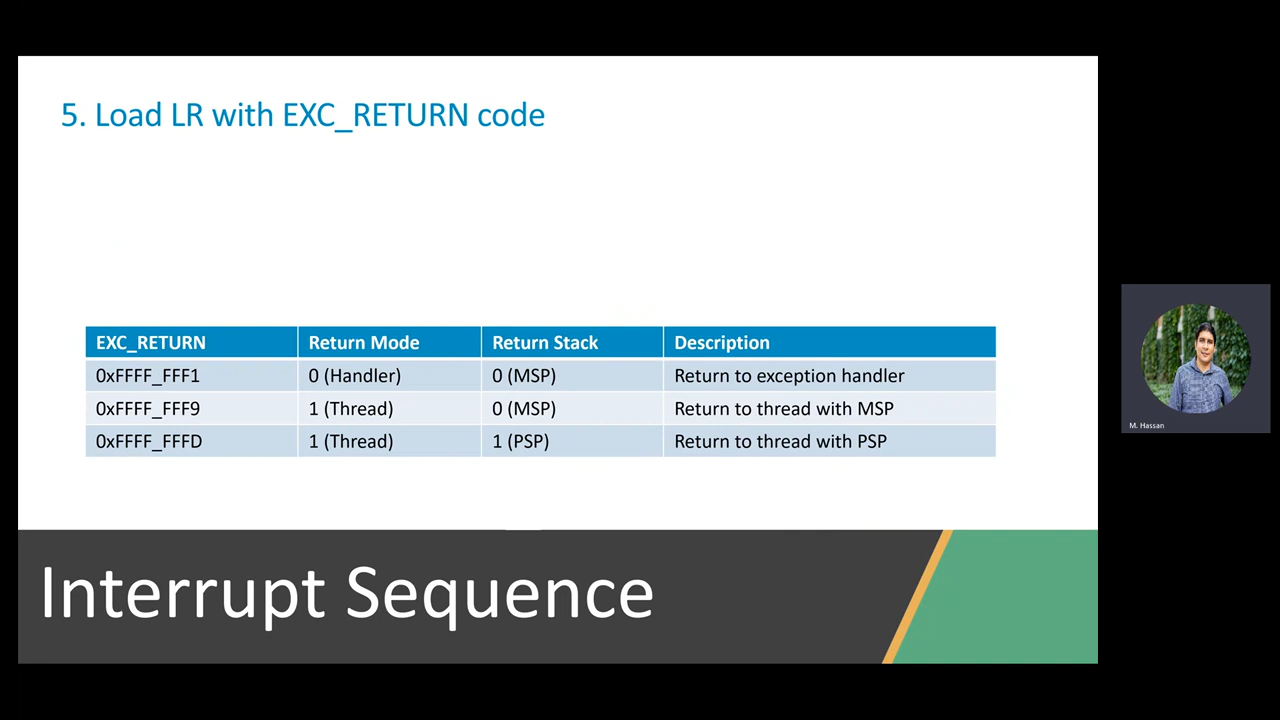 5. Load LR with EXC_RETURN code
EXC_RETURN Return Mode Return Stack Description
0xFFFF_FFF1 0 (Handler) 0 (MSP) Return to exception handler
0xFFFF_FFF9 1 (Thread) 0 (MSP) Return to thread with MSP
0xFFFF_FFFD 1 (Thread) 1 (PSP) Return to thread with PSP
M. Hassan
Interrupt Sequence